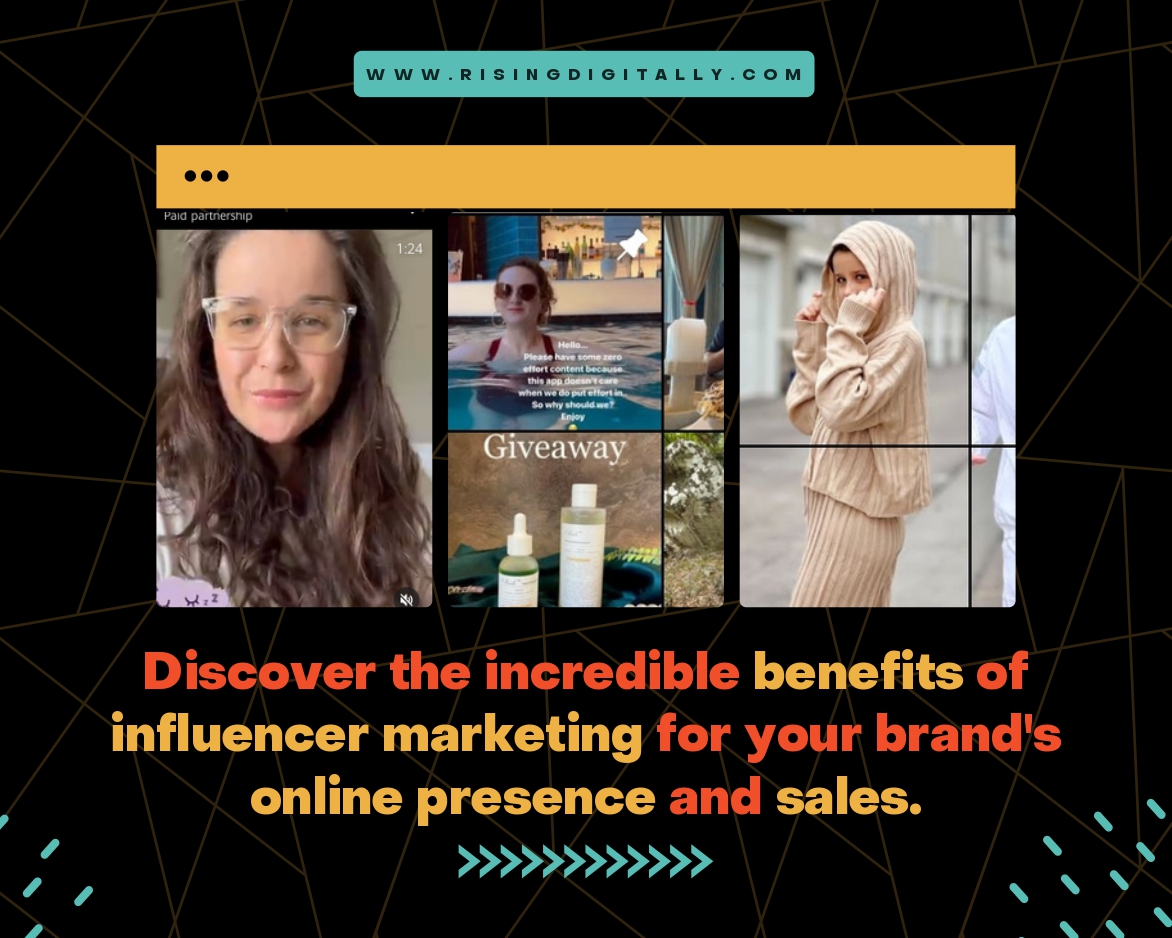 WWW.RISINGDIGITALLY.COM
Paid partnership
1:24
Hello...
Please have some zero
effort content because
this app doesn't care
when we do put effort in.
So why should we?
Enjoy
Giveaway
z z z
Discover the incredible benefits of
influencer marketing for your brand's
online presence and sales.